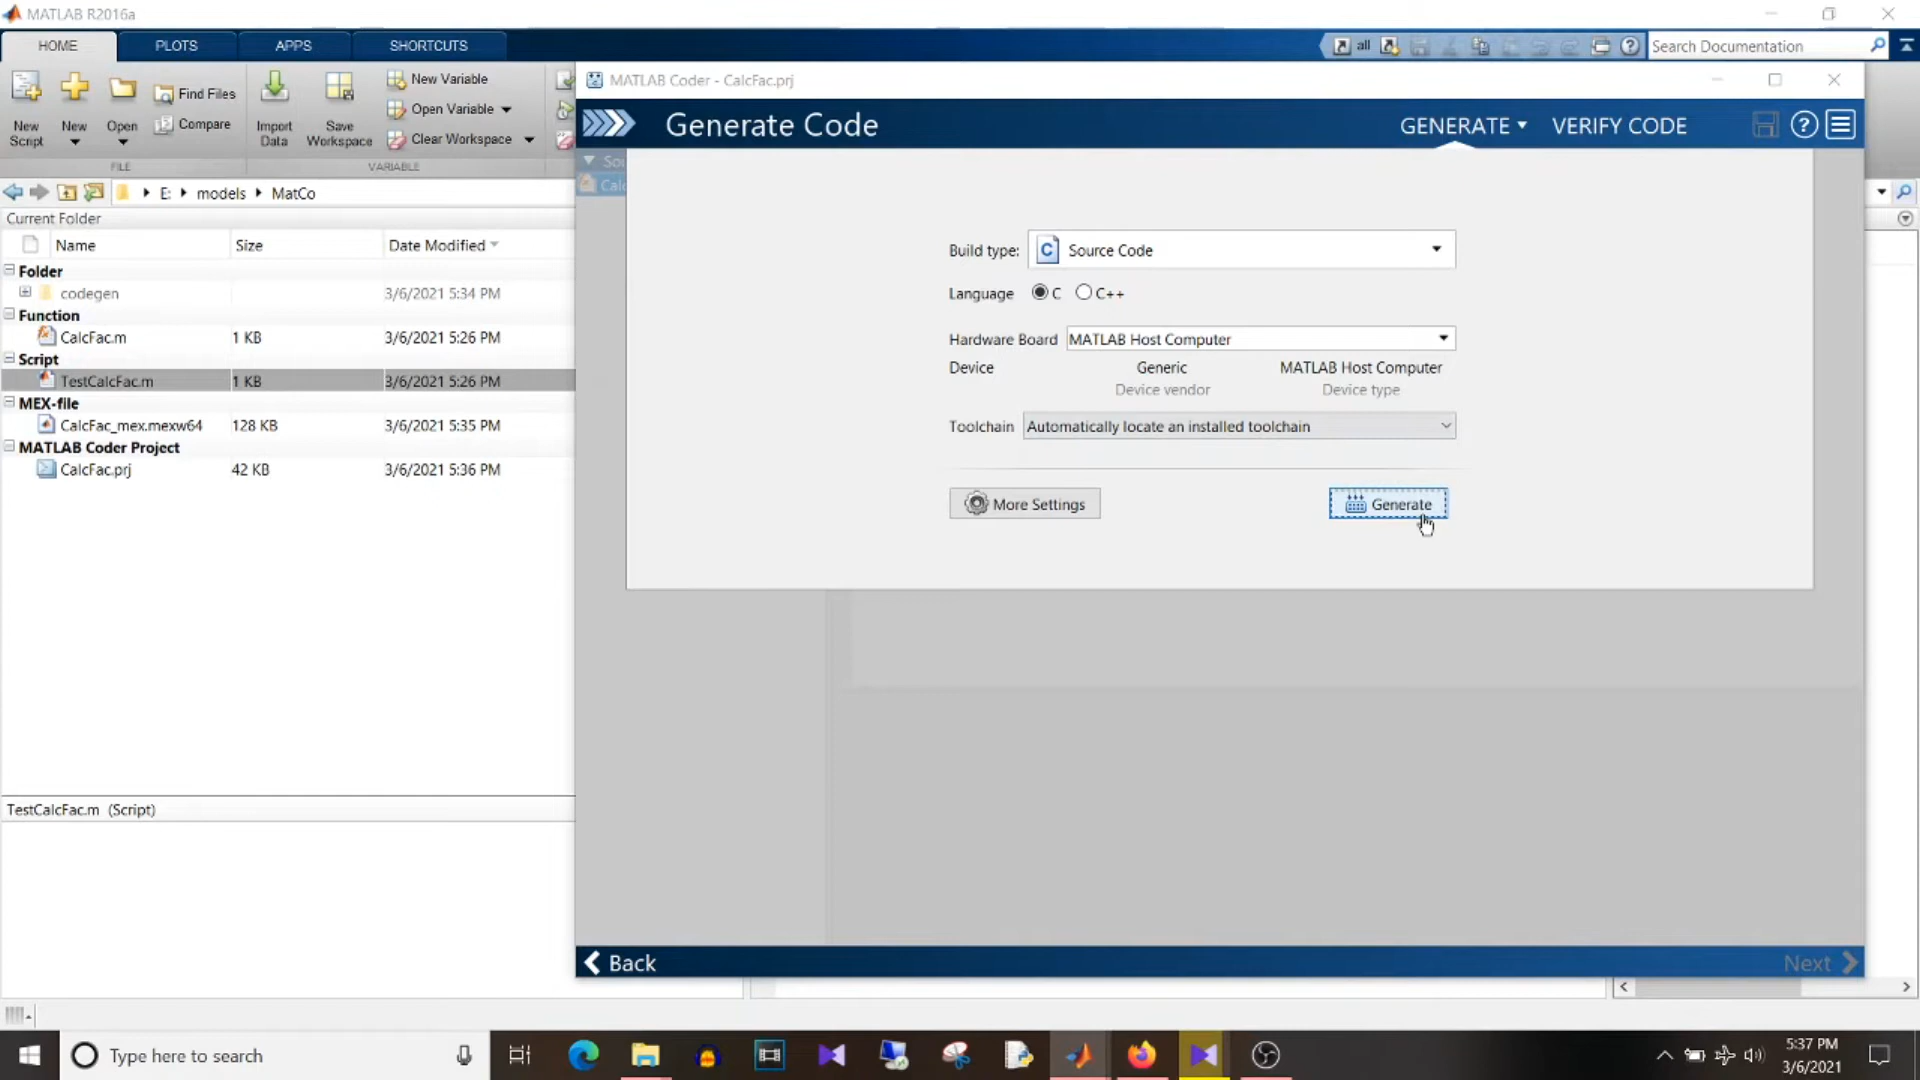 MATLAB R2016a
HOME
PLOTS
APPS
SHORTCUTS
all
Search Documentation
New Script
New
Open
Find Files
Compare
Import Data
Save Workspace
New Variable
Open Variable
Clear Workspace
FILE
VARIABLE
E:
models
MatCo
Current Folder
Name
Size
Date Modified
Folder
codegen
3/6/2021 5:34 PM
Function
CalcFac.m
1 KB
3/6/2021 5:26 PM
Script
TestCalcFac.m
1 KB
3/6/2021 5:26 PM
MEX-file
CalcFac_mex.mexw64
128 KB
3/6/2021 5:35 PM
MATLAB Coder Project
CalcFac.prj
42 KB
3/6/2021 5:36 PM
TestCalcFac.m (Script)
MATLAB Coder - CalcFac.prj
Generate Code
GENERATE
VERIFY CODE
Sou
Calc
Build type:
C
Source Code
Language
C
C++
Hardware Board
MATLAB Host Computer
Device
Generic
MATLAB Host Computer
Device vendor
Device type
Toolchain
Automatically locate an installed toolchain
More Settings
Generate
Back
Next
Type here to search
5:37 PM
3/6/2021